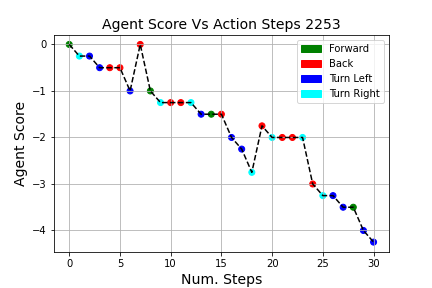 Agent Score Vs Action Steps 2253
Forward
Back
Turn Left
Turn Right
Agent Score
0
−1
−2
−3
−4
0 5 10 15 20 25 30
Num. Steps